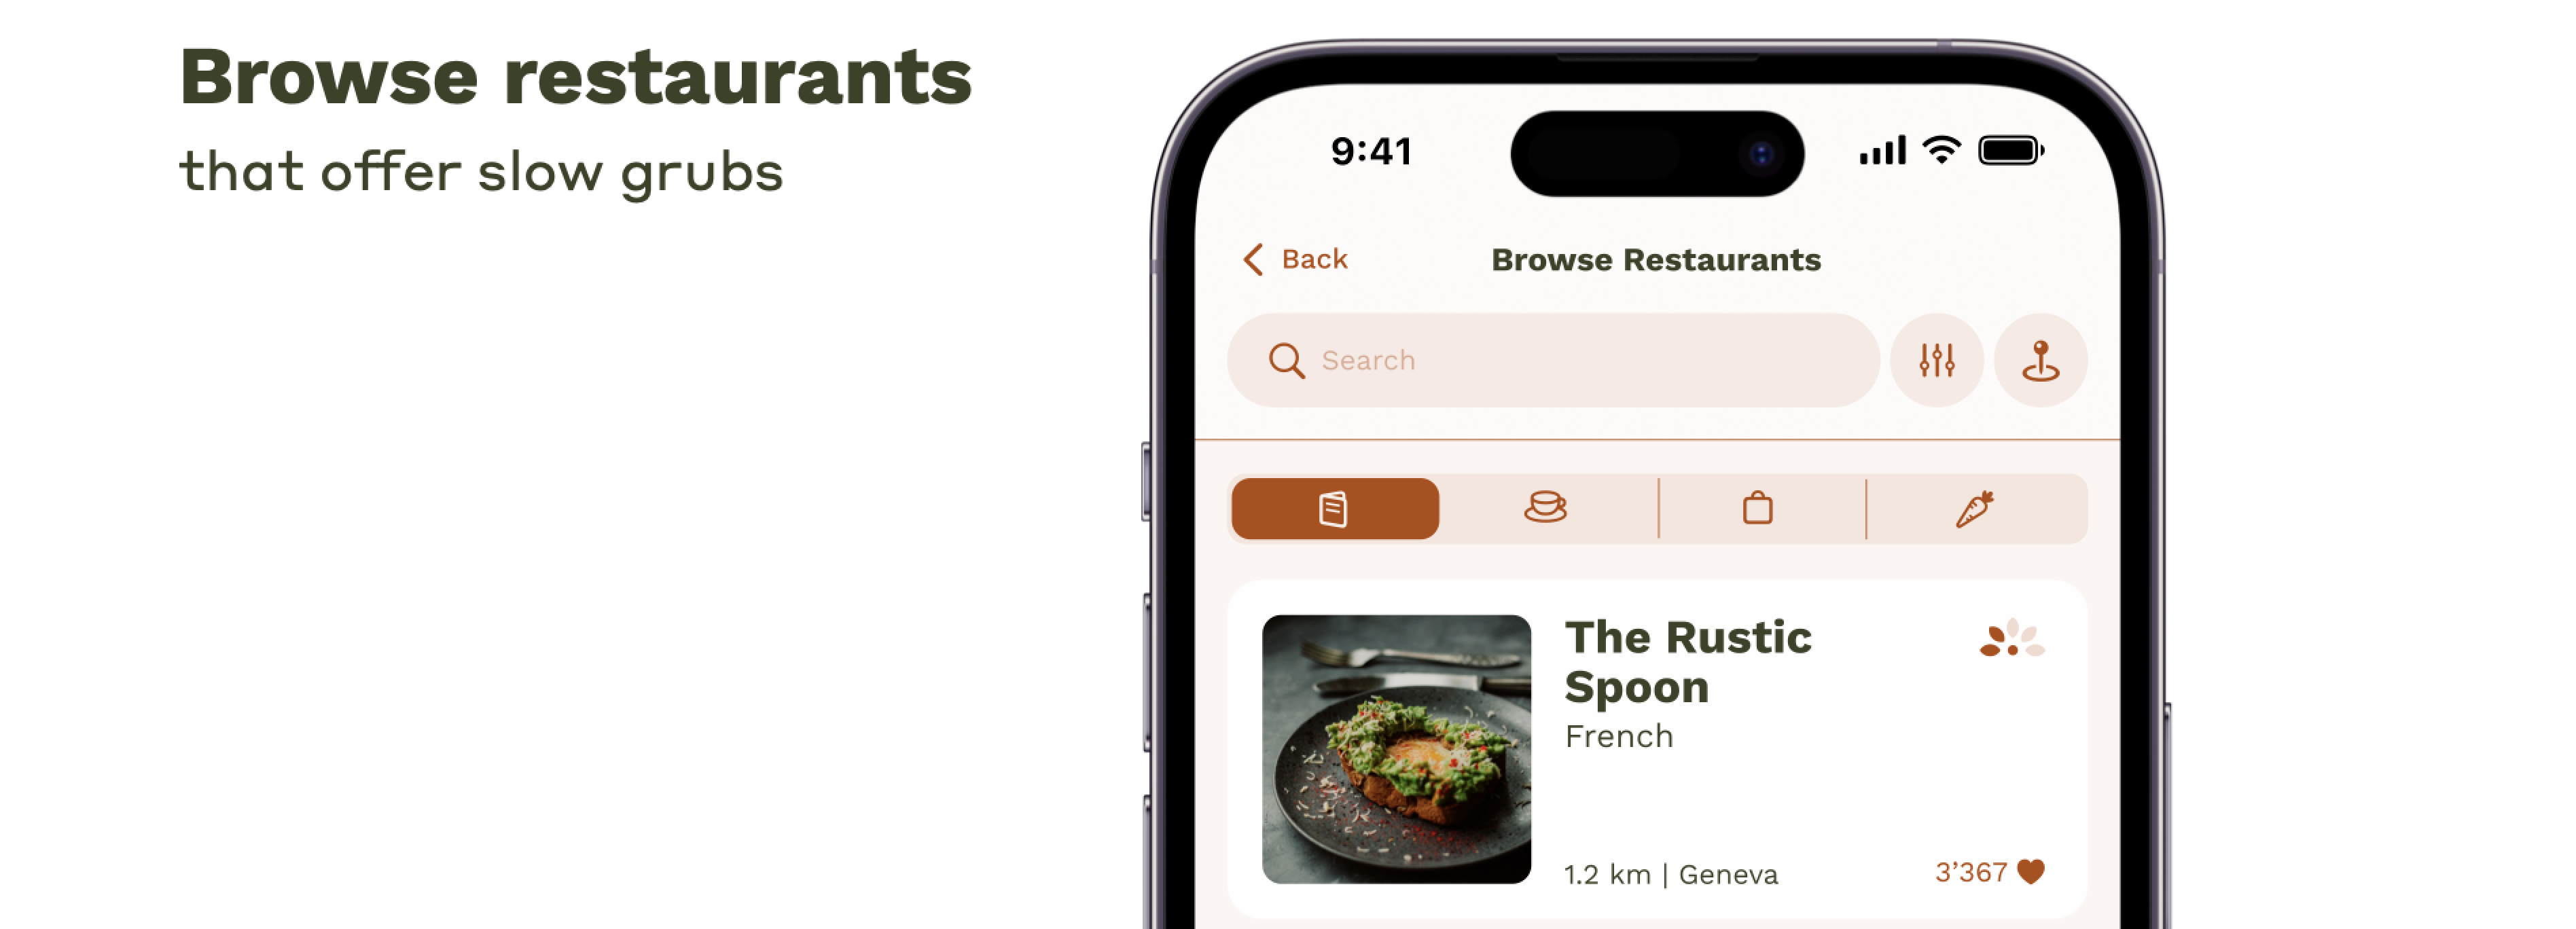 Browse restaurants
that offer slow grubs
9:41
Back
Browse Restaurants
Search
The Rustic
Spoon
French
1.2 km | Geneva
3’367